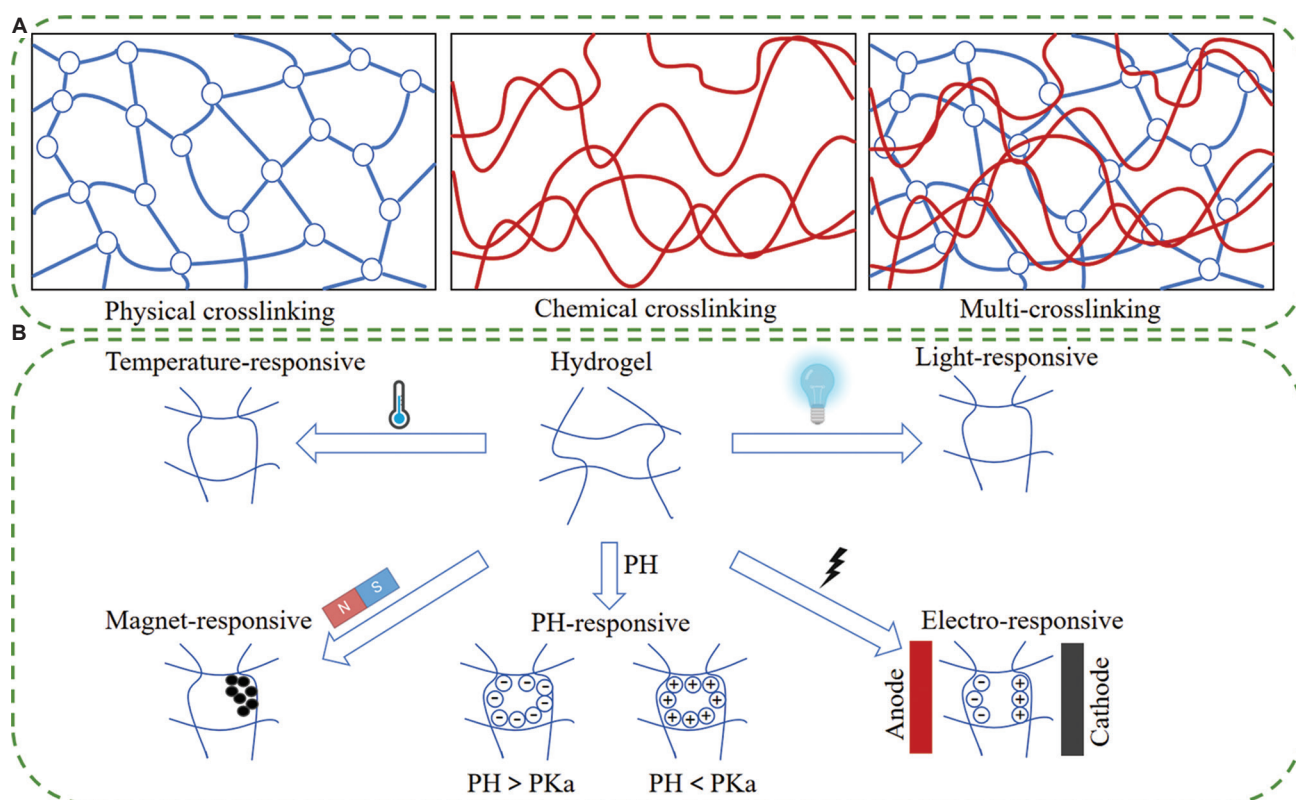 A
Physical crosslinking
Chemical crosslinking
Multi-crosslinking
B
Temperature-responsive
Hydrogel
Light-responsive
PH
N
S
Magnet-responsive
PH-responsive
Electro-responsive
Anode
Cathode
PH > PKa
PH < PKa